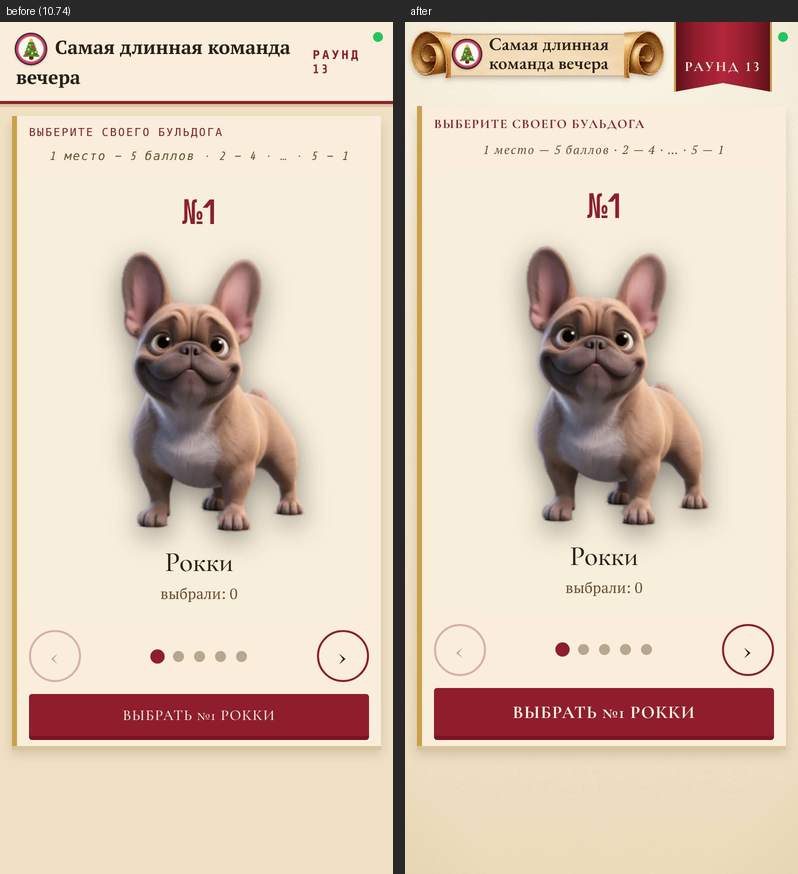 before (10.74)
Самая длинная команда
вечера
РАУНД
13
ВЫБЕРИТЕ СВОЕГО БУЛЬДОГА
1 место — 5 баллов · 2 — 4 · … · 5 — 1
№1
Рокки
выбрали: 0
ВЫБРАТЬ №1 РОККИ
after
Самая длинная
команда вечера
РАУНД 13
ВЫБЕРИТЕ СВОЕГО БУЛЬДОГА
1 место — 5 баллов · 2 — 4 · … · 5 — 1
№1
Рокки
выбрали: 0
ВЫБРАТЬ №1 РОККИ